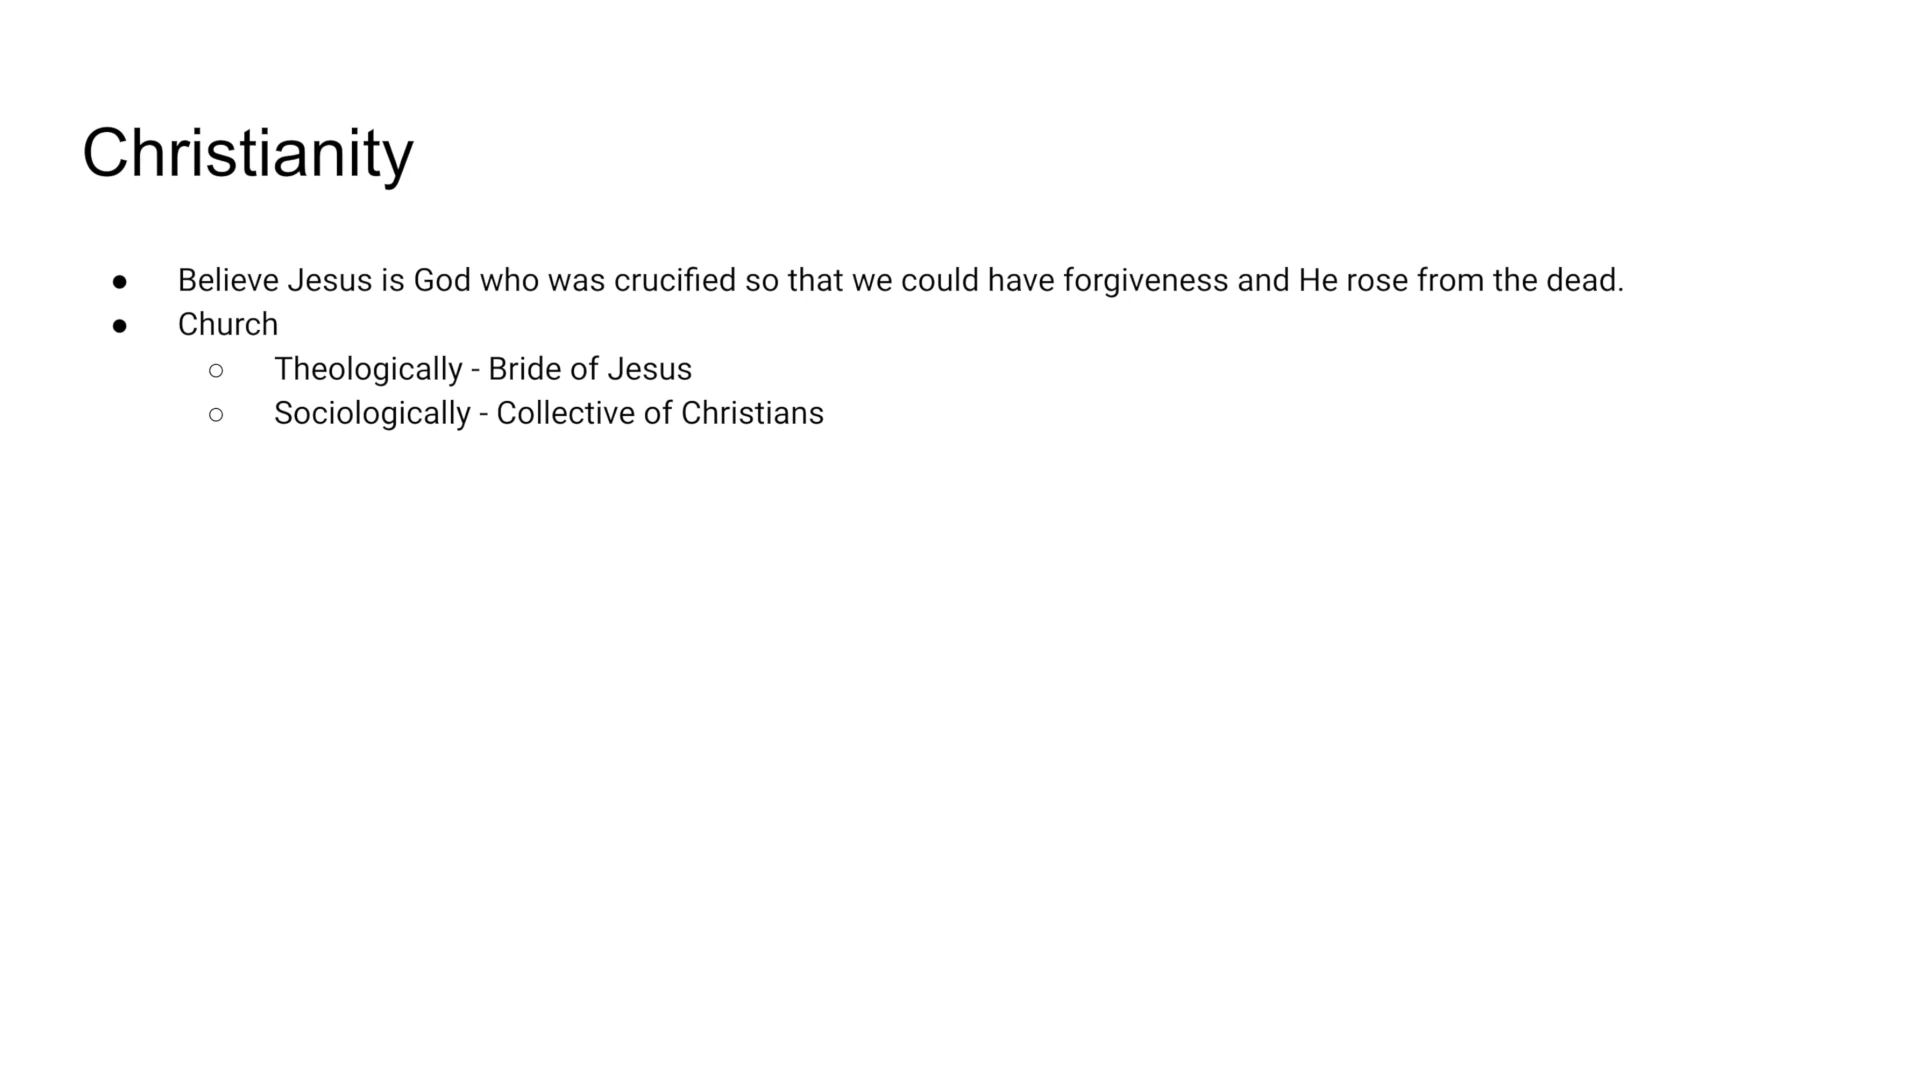 Christianity
● Believe Jesus is God who was crucified so that we could have forgiveness and He rose from the dead.
● Church
○ Theologically - Bride of Jesus
○ Sociologically - Collective of Christians